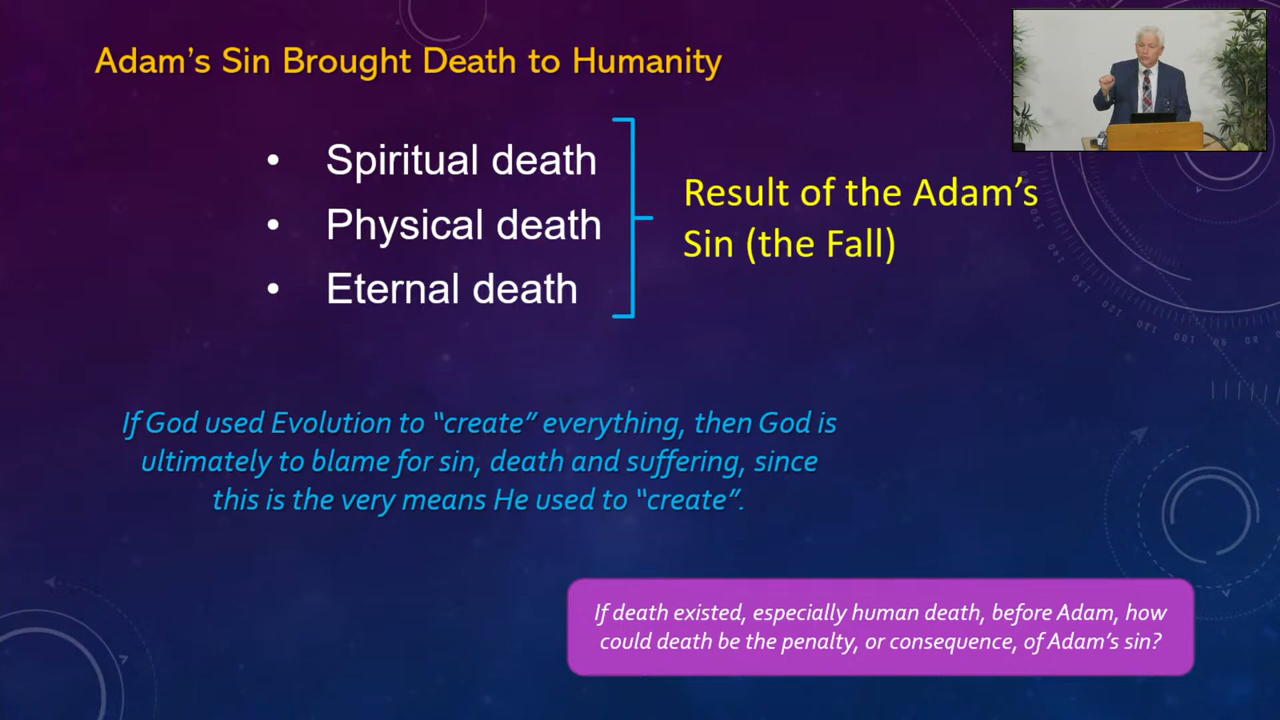 Adam's Sin Brought Death to Humanity
• Spiritual death
• Physical death
• Eternal death
Result of the Adam's
Sin (the Fall)
If God used Evolution to “create” everything, then God is
ultimately to blame for sin, death and suffering, since
this is the very means He used to “create”.
If death existed, especially human death, before Adam, how
could death be the penalty, or consequence, of Adam's sin?